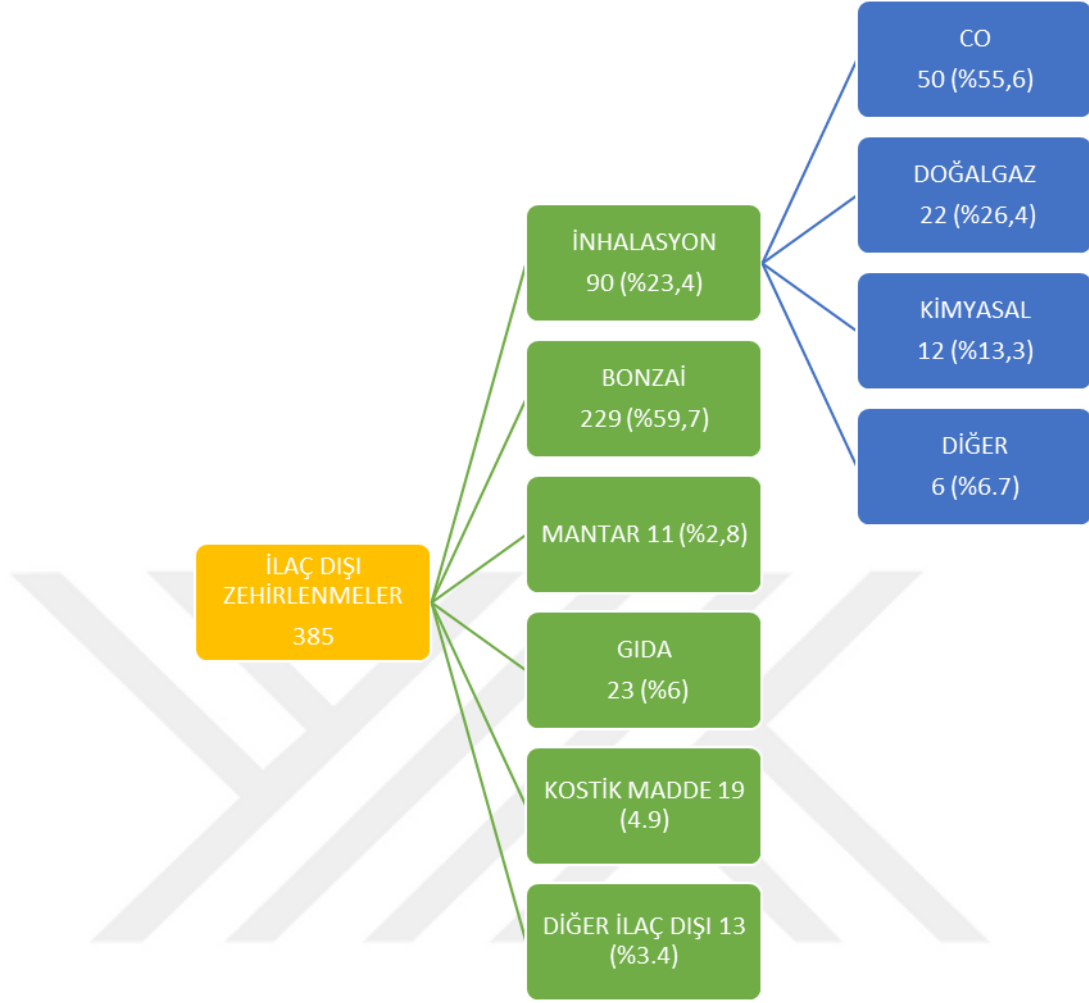 İLAÇ DIŞI
ZEHİRLENMELER
385
İNHALASYON
90 (%23,4)
BONZAİ
229 (%59,7)
MANTAR 11 (%2,8)
GIDA
23 (%6)
KOSTİK MADDE 19
(4.9)
DİĞER İLAÇ DIŞI 13
(%3.4)
CO
50 (%55,6)
DOĞALGAZ
22 (%26,4)
KİMYASAL
12 (%13,3)
DİĞER
6 (%6.7)